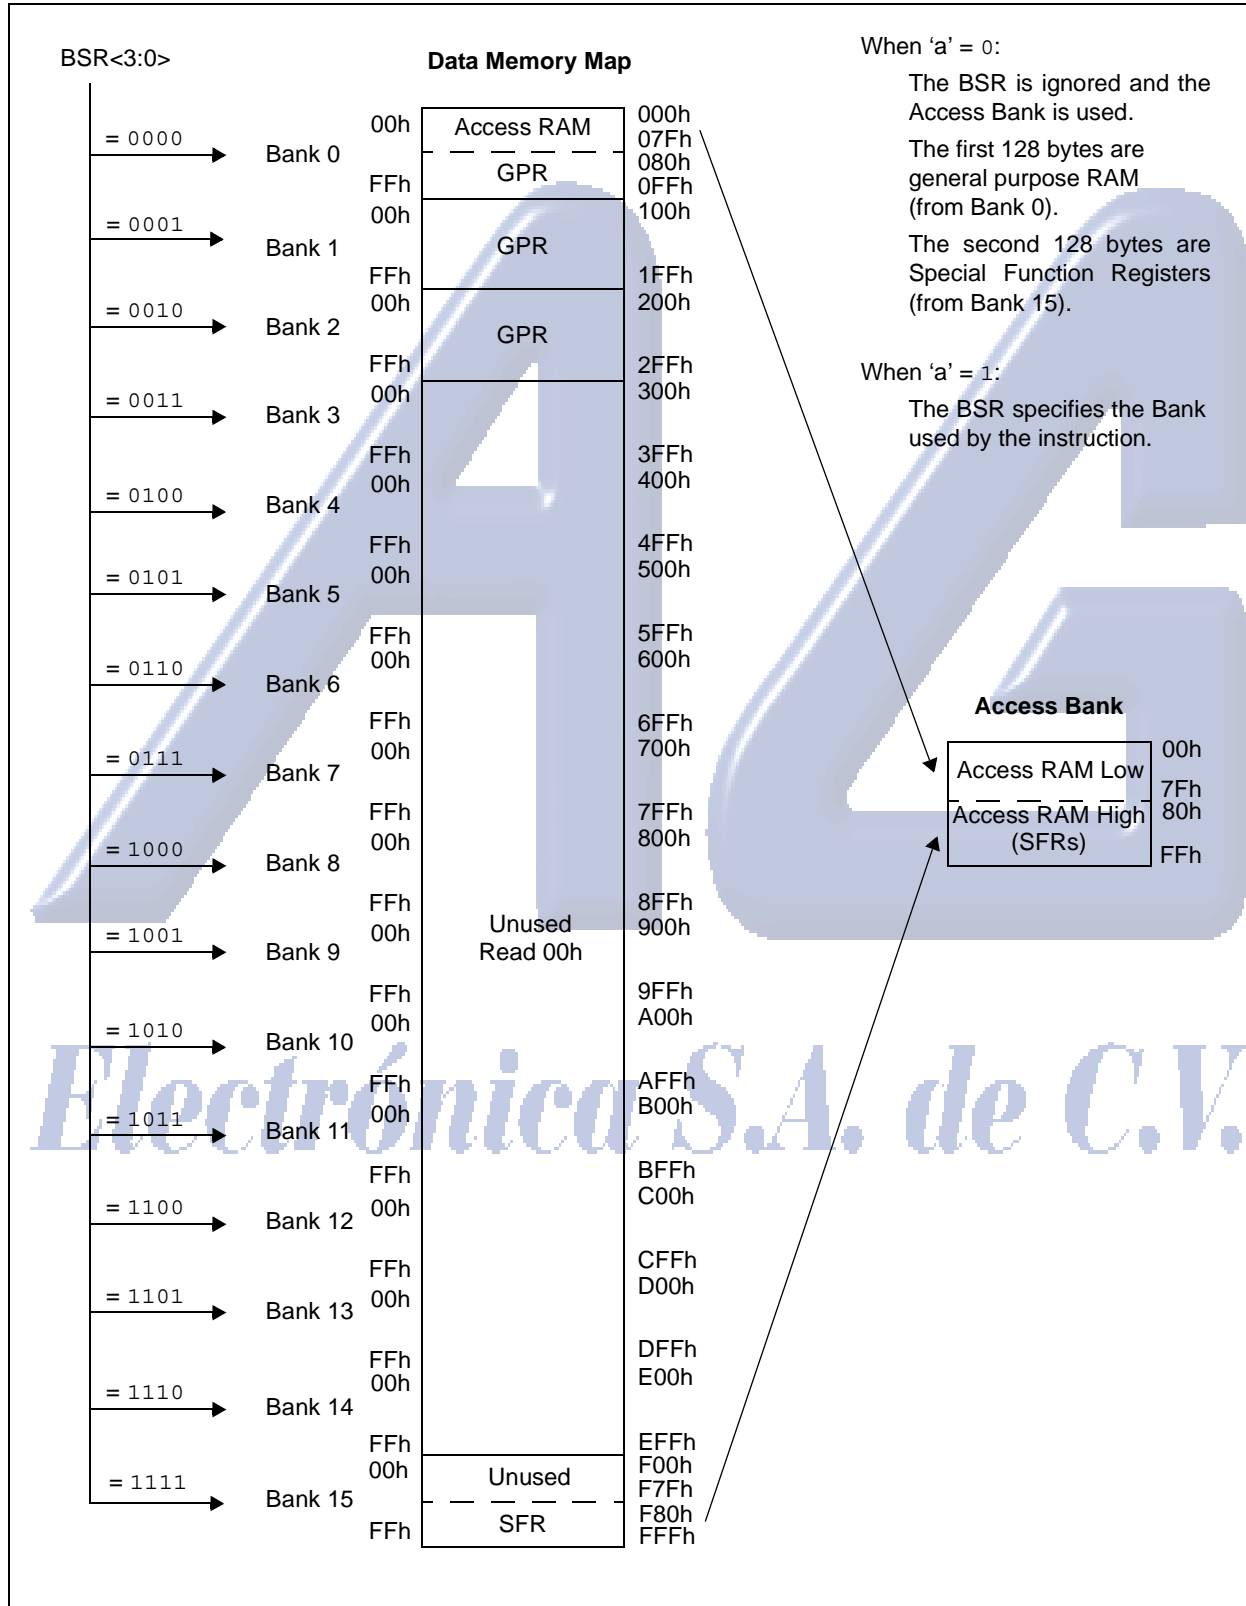 BSR<3:0>
Data Memory Map
When ‘a’ = 0:
The BSR is ignored and the
Access Bank is used.
The first 128 bytes are
general purpose RAM
(from Bank 0).
The second 128 bytes are
Special Function Registers
(from Bank 15).
When ‘a’ = 1:
The BSR specifies the Bank
used by the instruction.
= 0000
Bank 0
00h
FFh
Access RAM
GPR
000h
07Fh
080h
0FFh
= 0001
Bank 1
00h
FFh
GPR
100h
1FFh
= 0010
Bank 2
00h
FFh
GPR
200h
2FFh
= 0011
Bank 3
00h
FFh
300h
3FFh
= 0100
Bank 4
00h
FFh
400h
4FFh
= 0101
Bank 5
00h
FFh
500h
5FFh
= 0110
Bank 6
00h
FFh
600h
6FFh
= 0111
Bank 7
00h
FFh
700h
7FFh
= 1000
Bank 8
00h
FFh
800h
8FFh
Unused
Read 00h
= 1001
Bank 9
00h
FFh
900h
9FFh
= 1010
Bank 10
00h
FFh
A00h
AFFh
= 1011
Bank 11
00h
FFh
B00h
BFFh
= 1100
Bank 12
00h
FFh
C00h
CFFh
= 1101
Bank 13
00h
FFh
D00h
DFFh
= 1110
Bank 14
00h
FFh
E00h
EFFh
= 1111
Bank 15
00h
FFh
Unused
SFR
F00h
F7Fh
F80h
FFFh
Access Bank
Access RAM Low
Access RAM High
(SFRs)
00h
7Fh
80h
FFh
AG
Electrónica S.A. de C.V.